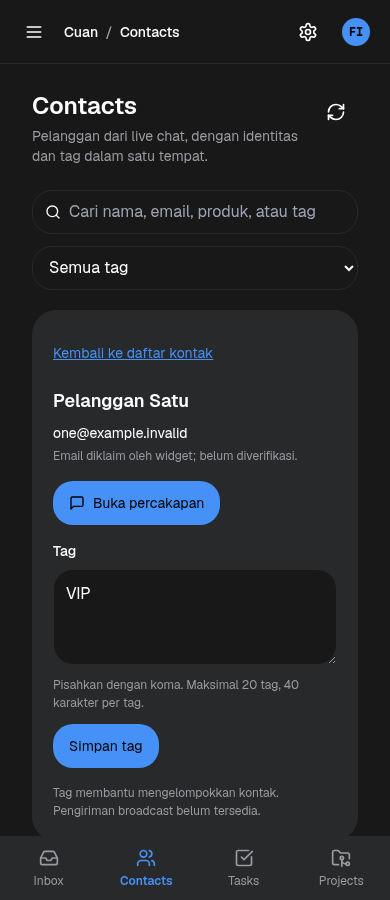 Cuan / Contacts
FI
Contacts
Pelanggan dari live chat, dengan identitas
dan tag dalam satu tempat.
Cari nama, email, produk, atau tag
Semua tag
Kembali ke daftar kontak
Pelanggan Satu
one@example.invalid
Email diklaim oleh widget; belum diverifikasi.
Buka percakapan
Tag
VIP
Pisahkan dengan koma. Maksimal 20 tag, 40
karakter per tag.
Simpan tag
Tag membantu mengelompokkan kontak.
Pengiriman broadcast belum tersedia.
Inbox Contacts Tasks Projects